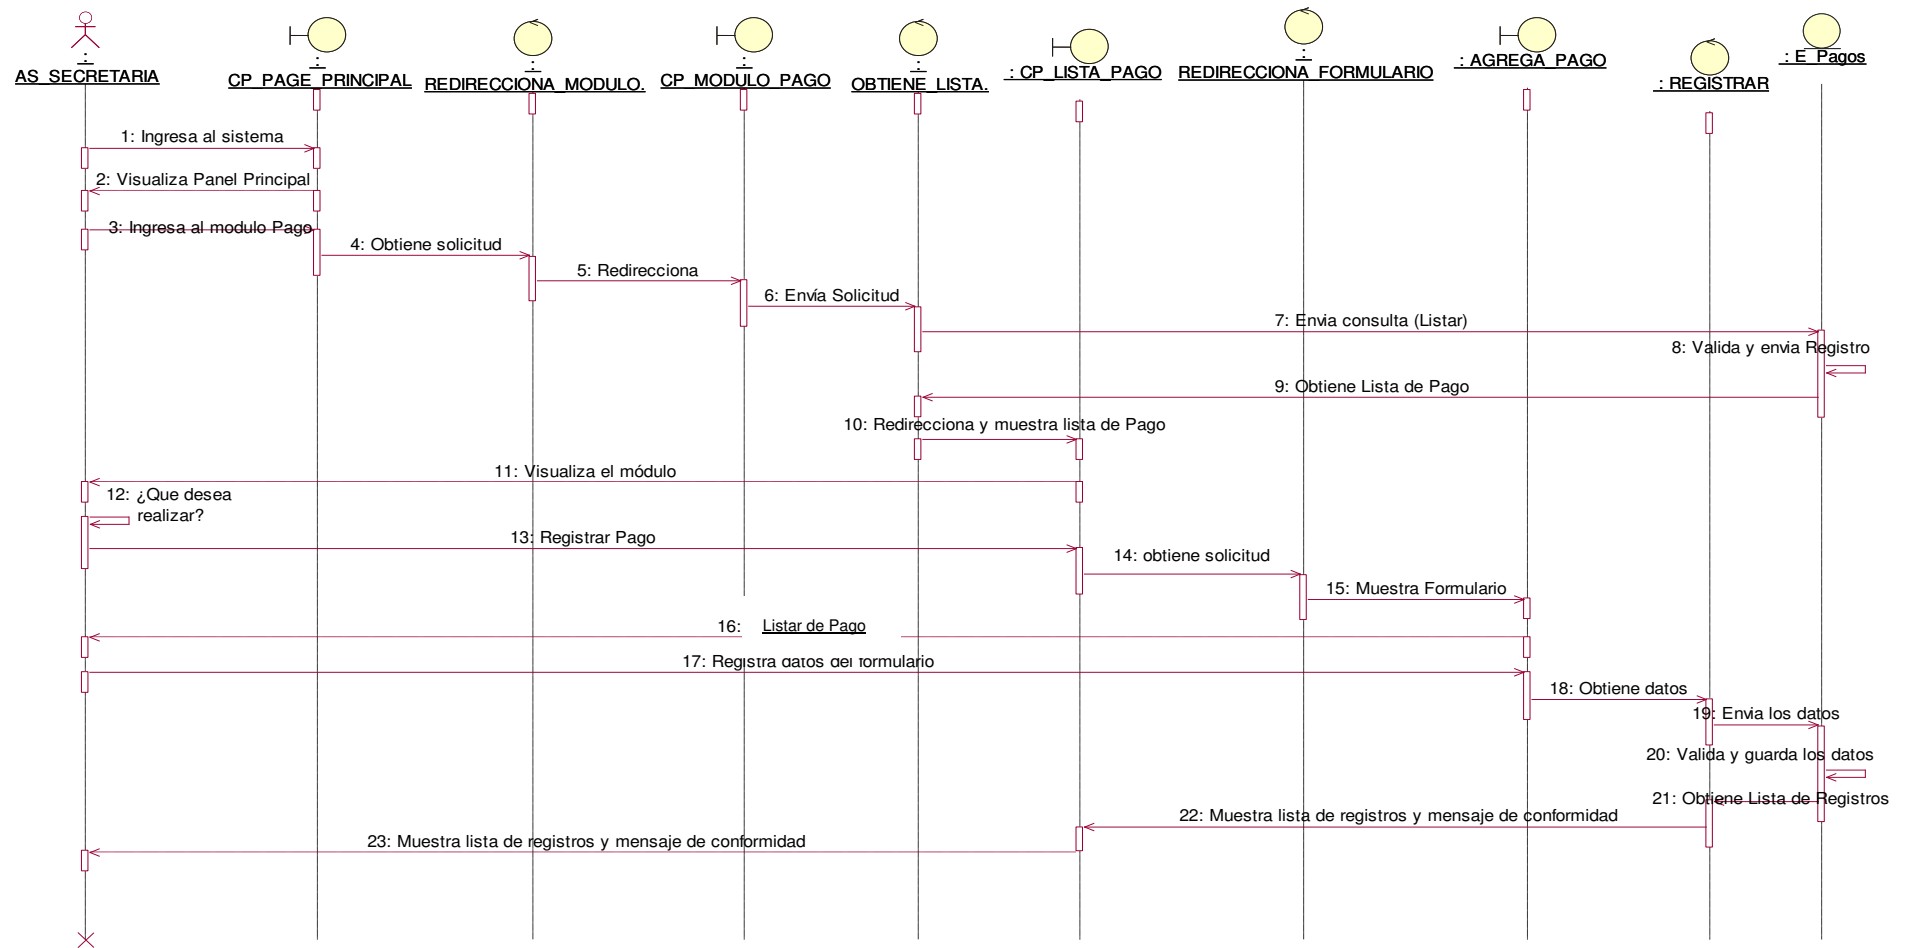 :
AS_SECRETARIA
:
CP_PAGE_PRINCIPAL
:
REDIRECCIONA_MODULO.
:
CP_MODULO_PAGO
:
OBTIENE_LISTA.
: CP_LISTA_PAGO
:
REDIRECCIONA_FORMULARIO
: AGREGA_PAGO
: REGISTRAR
: E_Pagos
1: Ingresa al sistema
2: Visualiza Panel Principal
3: Ingresa al modulo Pago
4: Obtiene solicitud
5: Redirecciona
6: Envía Solicitud
7: Envia consulta (Listar)
8: Valida y envia Registro
9: Obtiene Lista de Pago
10: Redirecciona y muestra lista de Pago
11: Visualiza el módulo
12: ¿Que desea
realizar?
13: Registrar Pago
14: obtiene solicitud
15: Muestra Formulario
16: Listar de Pago
17: Registra datos del formulario
18: Obtiene datos
19: Envia los datos
20: Valida y guarda los datos
21: Obtiene Lista de Registros
22: Muestra lista de registros y mensaje de conformidad
23: Muestra lista de registros y mensaje de conformidad